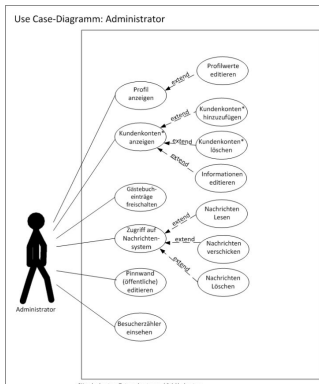 Use Case-Diagramm: Administrator
Profilwerte
editieren
extend
Profil
anzeigen
Kundenkonten*
hinzuzufügen
extend
Kundenkonten*
anzeigen
extend
Kundenkonten*
löschen
extend
Informationen
editieren
Gästebuch-
einträge
freischalten
Nachrichten
Lesen
extend
Zugriff auf
Nachrichten-
system
extend
Nachrichten
verschicken
extend
Nachrichten
Löschen
Pinnwand
(öffentliche)
editieren
Administrator
Besucherzähler
einsehen